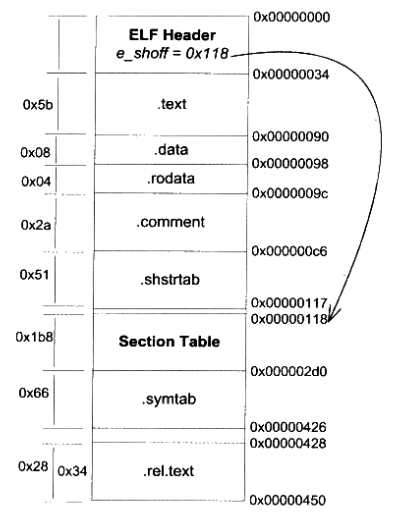 0x00000000
ELF Header
e_shoff = 0x118
0x00000034
0x5b
.text
0x00000090
0x08
.data
0x00000098
0x04
.rodata
0x0000009c
0x2a
.comment
0x000000c6
0x51
.shstrtab
0x00000117
0x00000118
0x1b8
Section Table
0x000002d0
0x66
.symtab
0x00000426
0x00000428
0x28
0x34
.rel.text
0x00000450